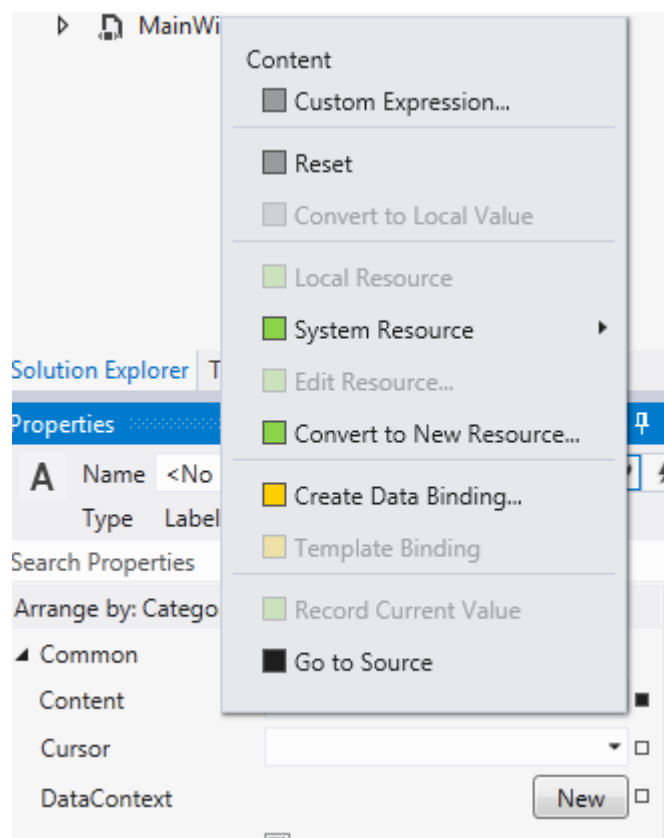 MainWi
Content
Custom Expression...
Reset
Convert to Local Value
Local Resource
System Resource
Edit Resource...
Convert to New Resource...
Create Data Binding...
Template Binding
Record Current Value
Go to Source
Solution Explorer T
Properties
A Name <No
Type Label
Search Properties
Arrange by: Catego
Common
Content
Cursor
DataContext New